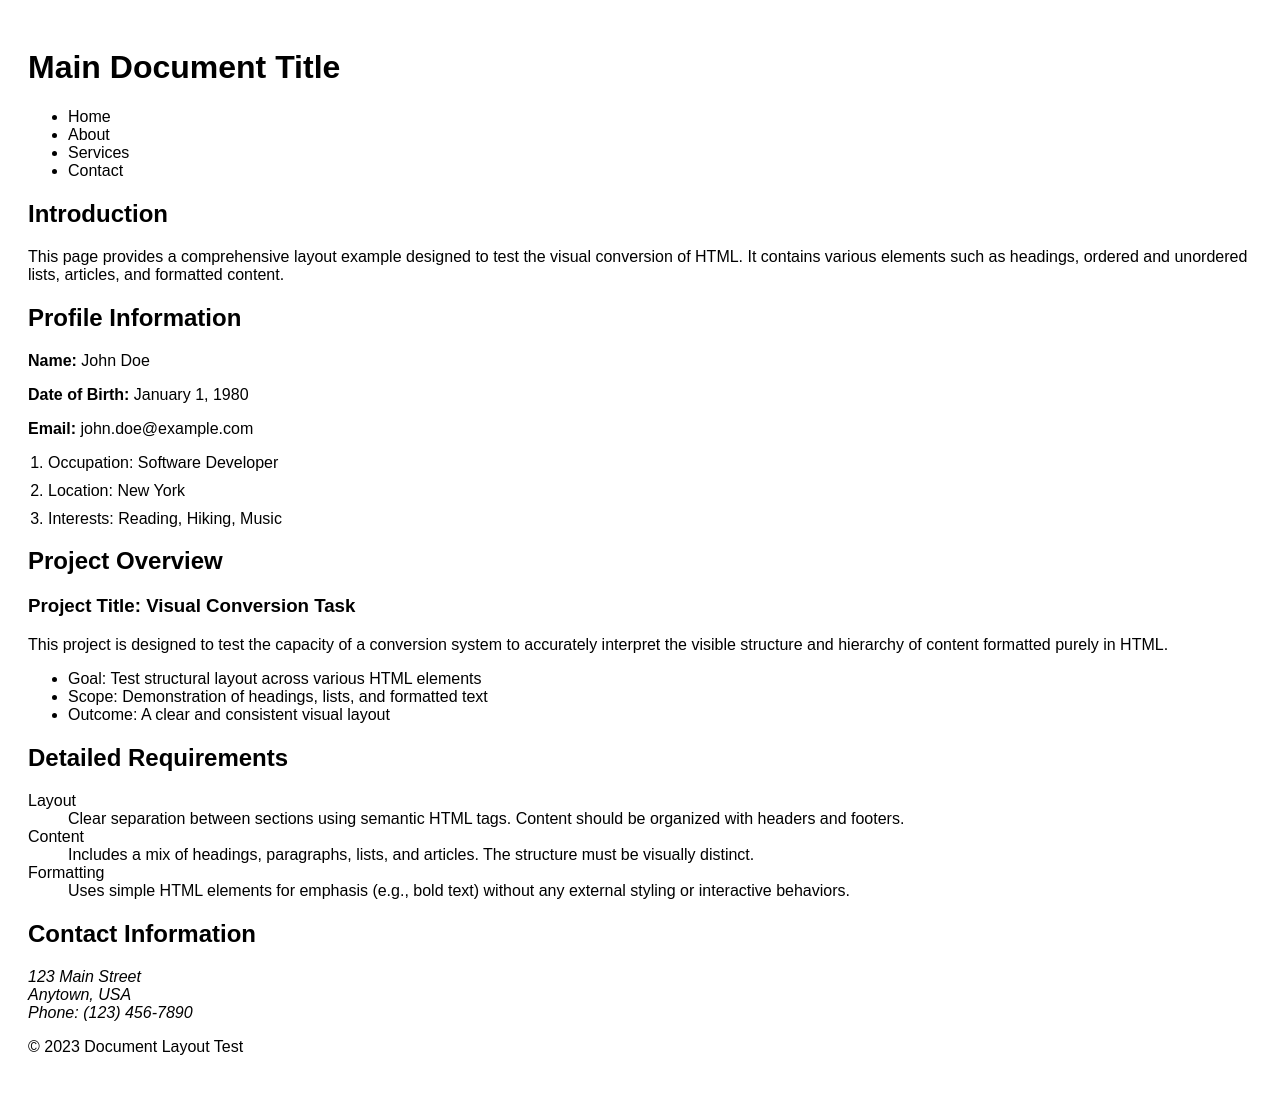 Main Document Title
• Home
• About
• Services
• Contact
Introduction
This page provides a comprehensive layout example designed to test the visual conversion of HTML. It contains various elements such as headings, ordered and unordered
lists, articles, and formatted content.
Profile Information
Name: John Doe
Date of Birth: January 1, 1980
Email: john.doe@example.com
1. Occupation: Software Developer
2. Location: New York
3. Interests: Reading, Hiking, Music
Project Overview
Project Title: Visual Conversion Task
This project is designed to test the capacity of a conversion system to accurately interpret the visible structure and hierarchy of content formatted purely in HTML.
• Goal: Test structural layout across various HTML elements
• Scope: Demonstration of headings, lists, and formatted text
• Outcome: A clear and consistent visual layout
Detailed Requirements
Layout
Clear separation between sections using semantic HTML tags. Content should be organized with headers and footers.
Content
Includes a mix of headings, paragraphs, lists, and articles. The structure must be visually distinct.
Formatting
Uses simple HTML elements for emphasis (e.g., bold text) without any external styling or interactive behaviors.
Contact Information
123 Main Street
Anytown, USA
Phone: (123) 456-7890
© 2023 Document Layout Test